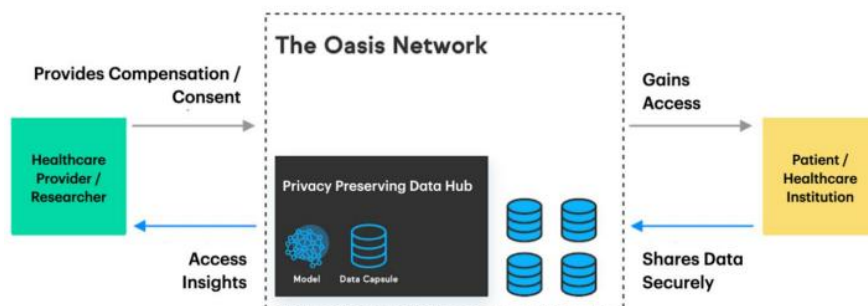 The Oasis Network
Provides Compensation /
Consent
Gains
Access
Healthcare
Provider /
Researcher
Privacy Preserving Data Hub
Patient /
Healthcare
Institution
Access
Insights
Model
Data Capsule
Shares Data
Securely